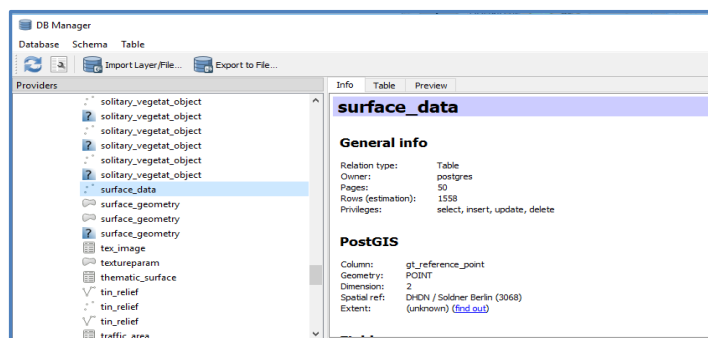 DB Manager
Database Schema Table
Import Layer/File... Export to File...
Providers
solitary_vegetat_object
solitary_vegetat_object
solitary_vegetat_object
solitary_vegetat_object
solitary_vegetat_object
solitary_vegetat_object
surface_data
surface_geometry
surface_geometry
surface_geometry
tex_image
textureparam
thematic_surface
tin_relief
tin_relief
tin_relief
traffic_area
Info Table Preview
surface_data
General info
Relation type: Table
Owner: postgres
Pages: 50
Rows (estimation): 1558
Privileges: select, insert, update, delete
PostGIS
Column: gt_reference_point
Geometry: POINT
Dimension: 2
Spatial ref: DHDN / Soldner Berlin (3068)
Extent: (unknown) (find out)